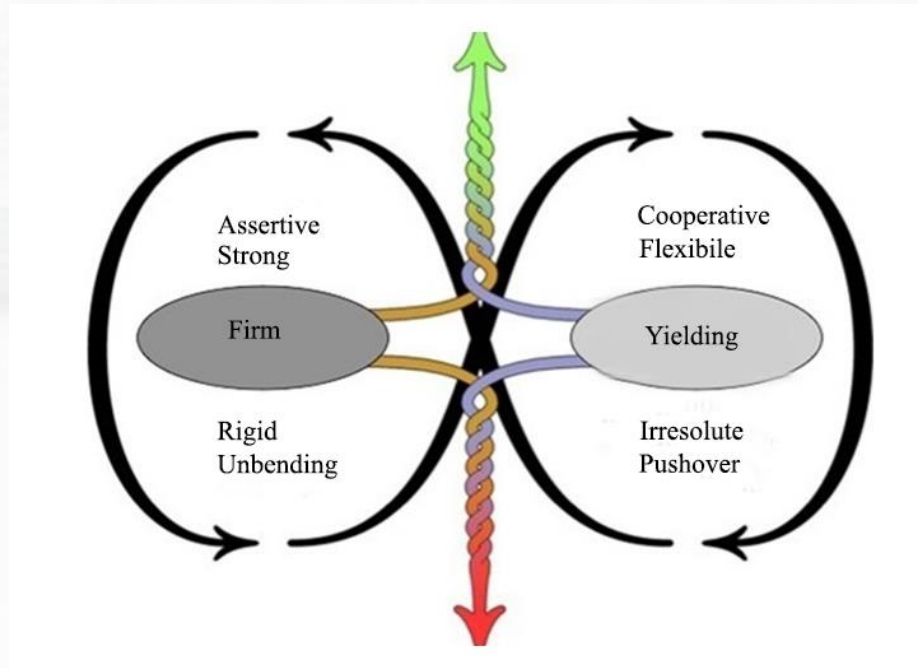 Assertive
Strong
Cooperative
Flexibile
Firm
Yielding
Rigid
Unbending
Irresolute
Pushover